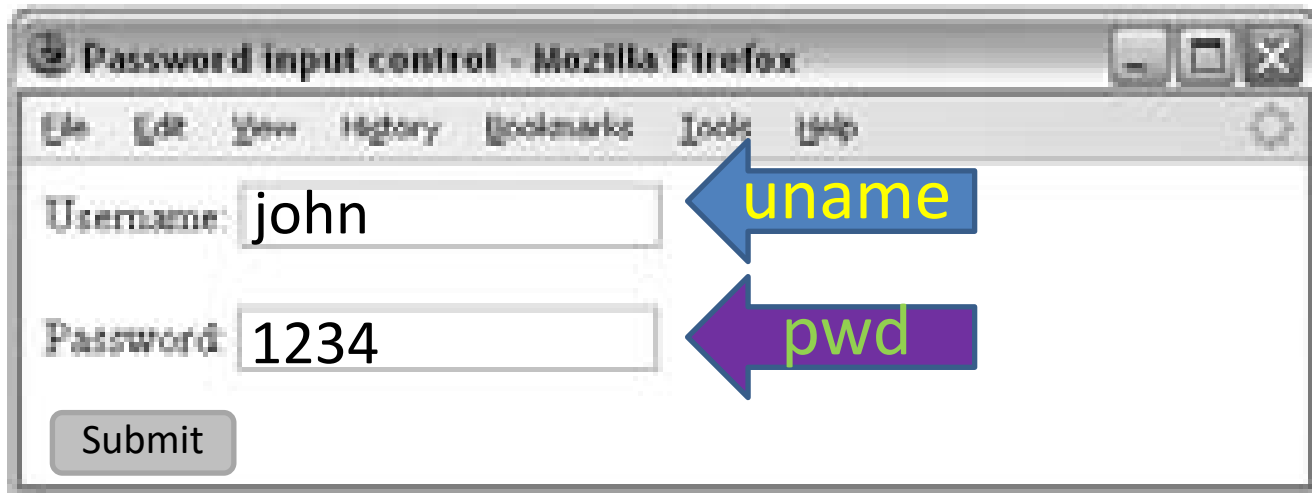 Password input control - Mozilla Firefox
File Edit View History Bookmarks Tools Help
Username: john uname
Password: 1234 pwd
Submit